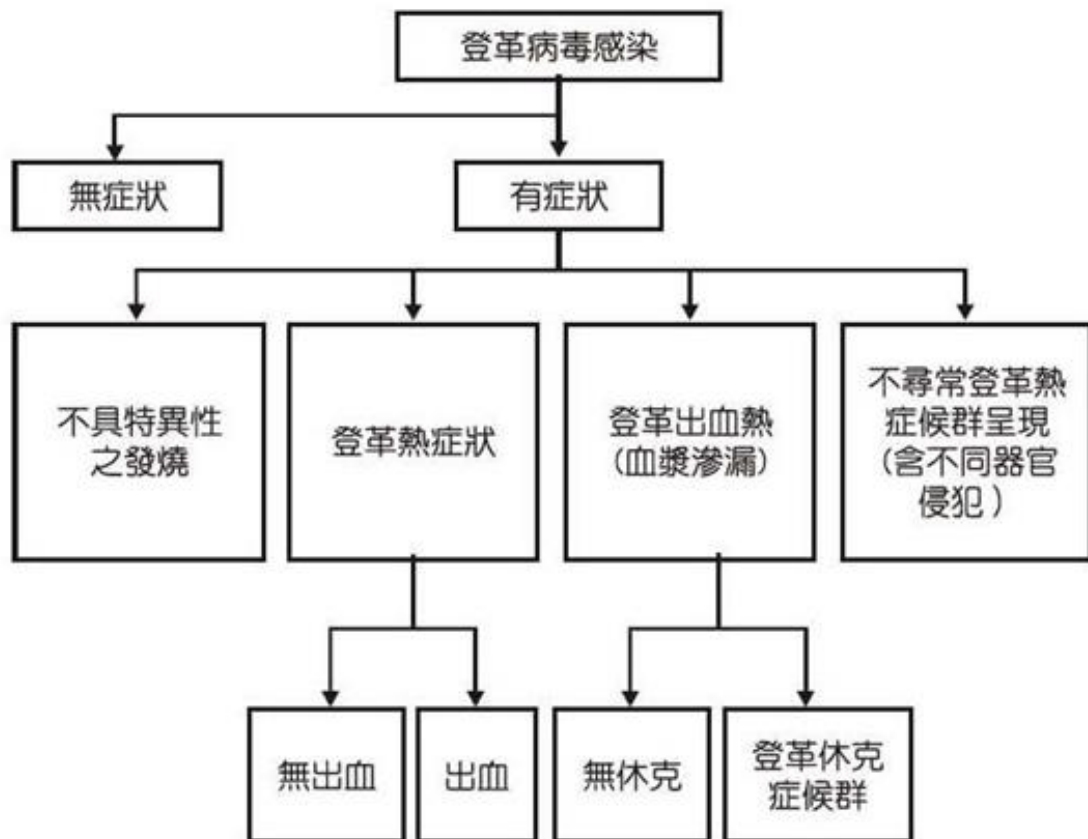 登革病毒感染
無症狀
有症狀
不具特異性
之發燒
登革熱症狀
登革出血熱
(血漿滲漏)
不尋常登革熱
症候群呈現
(含不同器官
侵犯)
無出血
出血
無休克
登革休克
症候群